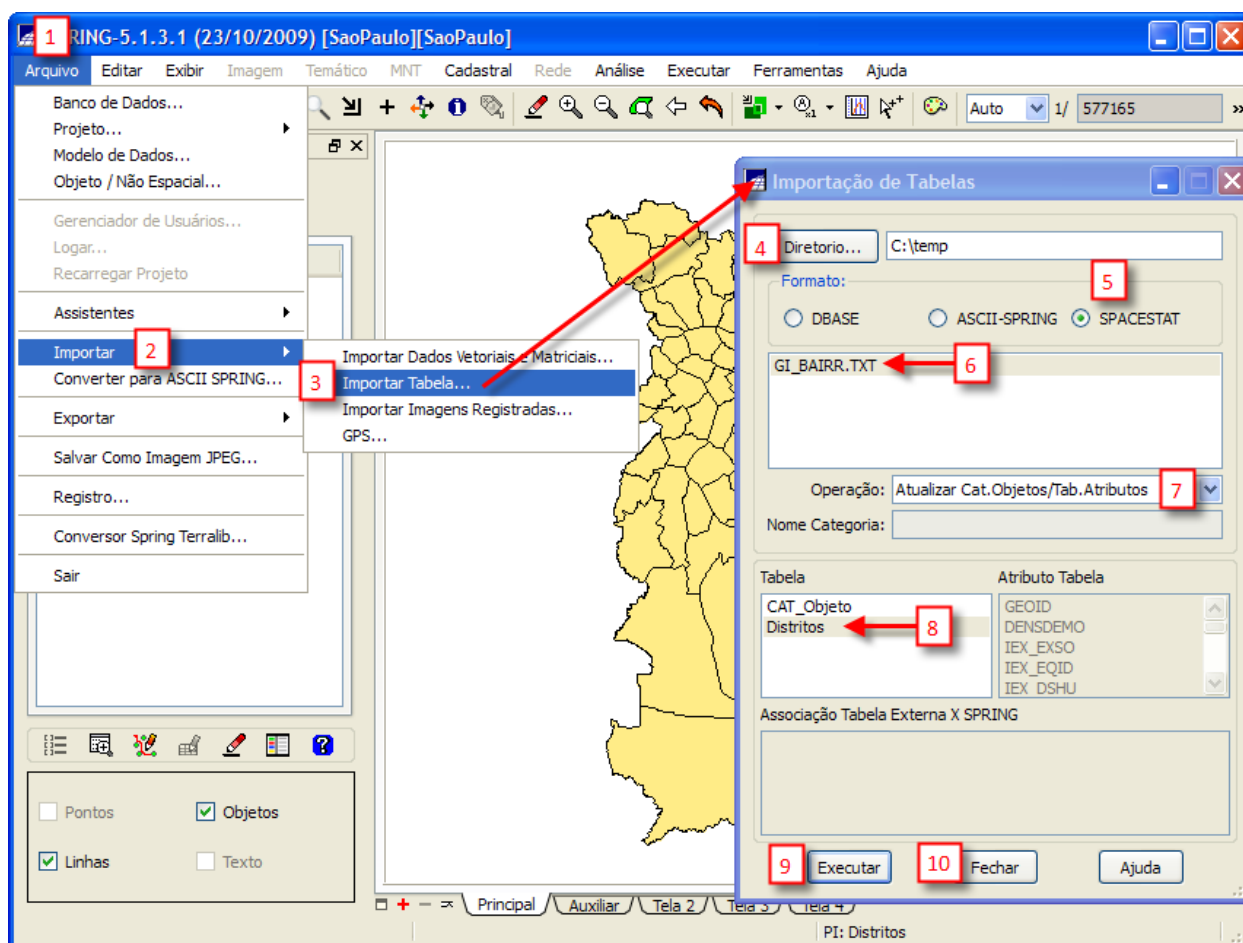 1
RING-5.1.3.1 (23/10/2009) [SaoPaulo][SaoPaulo]
Arquivo Editar Exibir Imagem Temático MNT Cadastral Rede Análise Executar Ferramentas Ajuda
Auto 1/ 577165 »
Banco de Dados...
Projeto...
Modelo de Dados...
Objeto / Não Espacial...
Gerenciador de Usuários...
Logar...
Recarregar Projeto
Assistentes
Importar 2
Converter para ASCII SPRING...
Exportar
Salvar Como Imagem JPEG...
Registro...
Conversor Spring Terralib...
Sair
Importar Dados Vetoriais e Matriciais...
3 Importar Tabela...
Importar Imagens Registradas...
GPS...
Importação de Tabelas
4 Diretorio... C:\temp
Formato: 5
DBASE ASCII-SPRING SPACESTAT
GI_BAIRR.TXT 6
Operação: Atualizar Cat.Objetos/Tab.Atributos 7
Nome Categoria:
Tabela Atributo Tabela
CAT_Objeto GEOID
Distritos 8 DENSDEMO
IEX_EXSO
IEX_EQID
IEX_DSHU
Associação Tabela Externa X SPRING
9 Executar 10 Fechar Ajuda
Pontos Objetos
Linhas Texto
Principal Auxiliar Tela 2 Tela 3 Tela 4
PI: Distritos